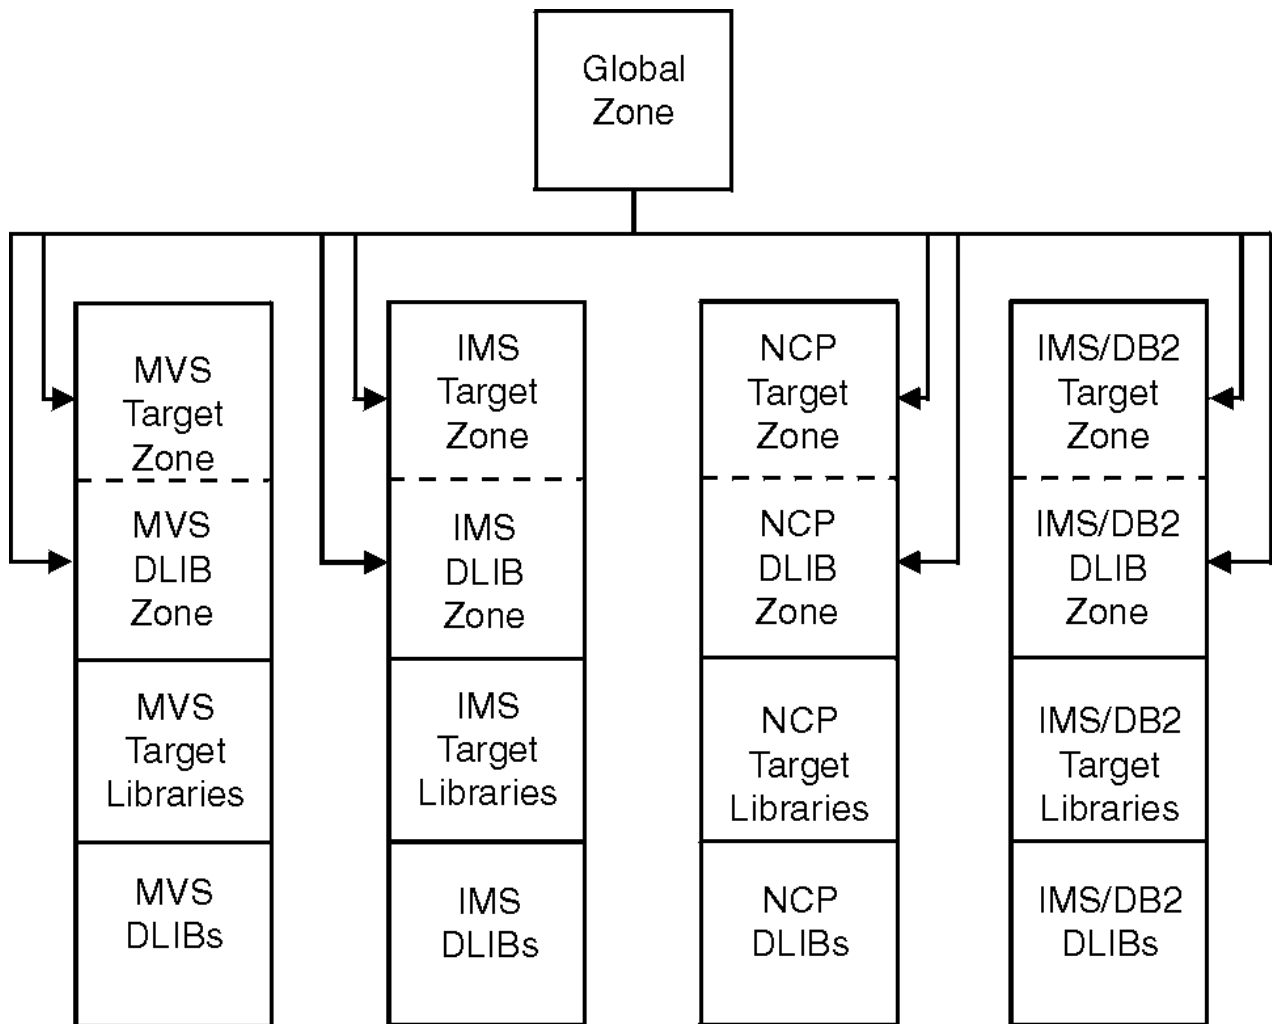 Global
Zone
MVS
Target
Zone
MVS
DLIB
Zone
MVS
Target
Libraries
MVS
DLIBs
IMS
Target
Zone
IMS
DLIB
Zone
IMS
Target
Libraries
IMS
DLIBs
NCP
Target
Zone
NCP
DLIB
Zone
NCP
Target
Libraries
NCP
DLIBs
IMS/DB2
Target
Zone
IMS/DB2
DLIB
Zone
IMS/DB2
Target
Libraries
IMS/DB2
DLIBs